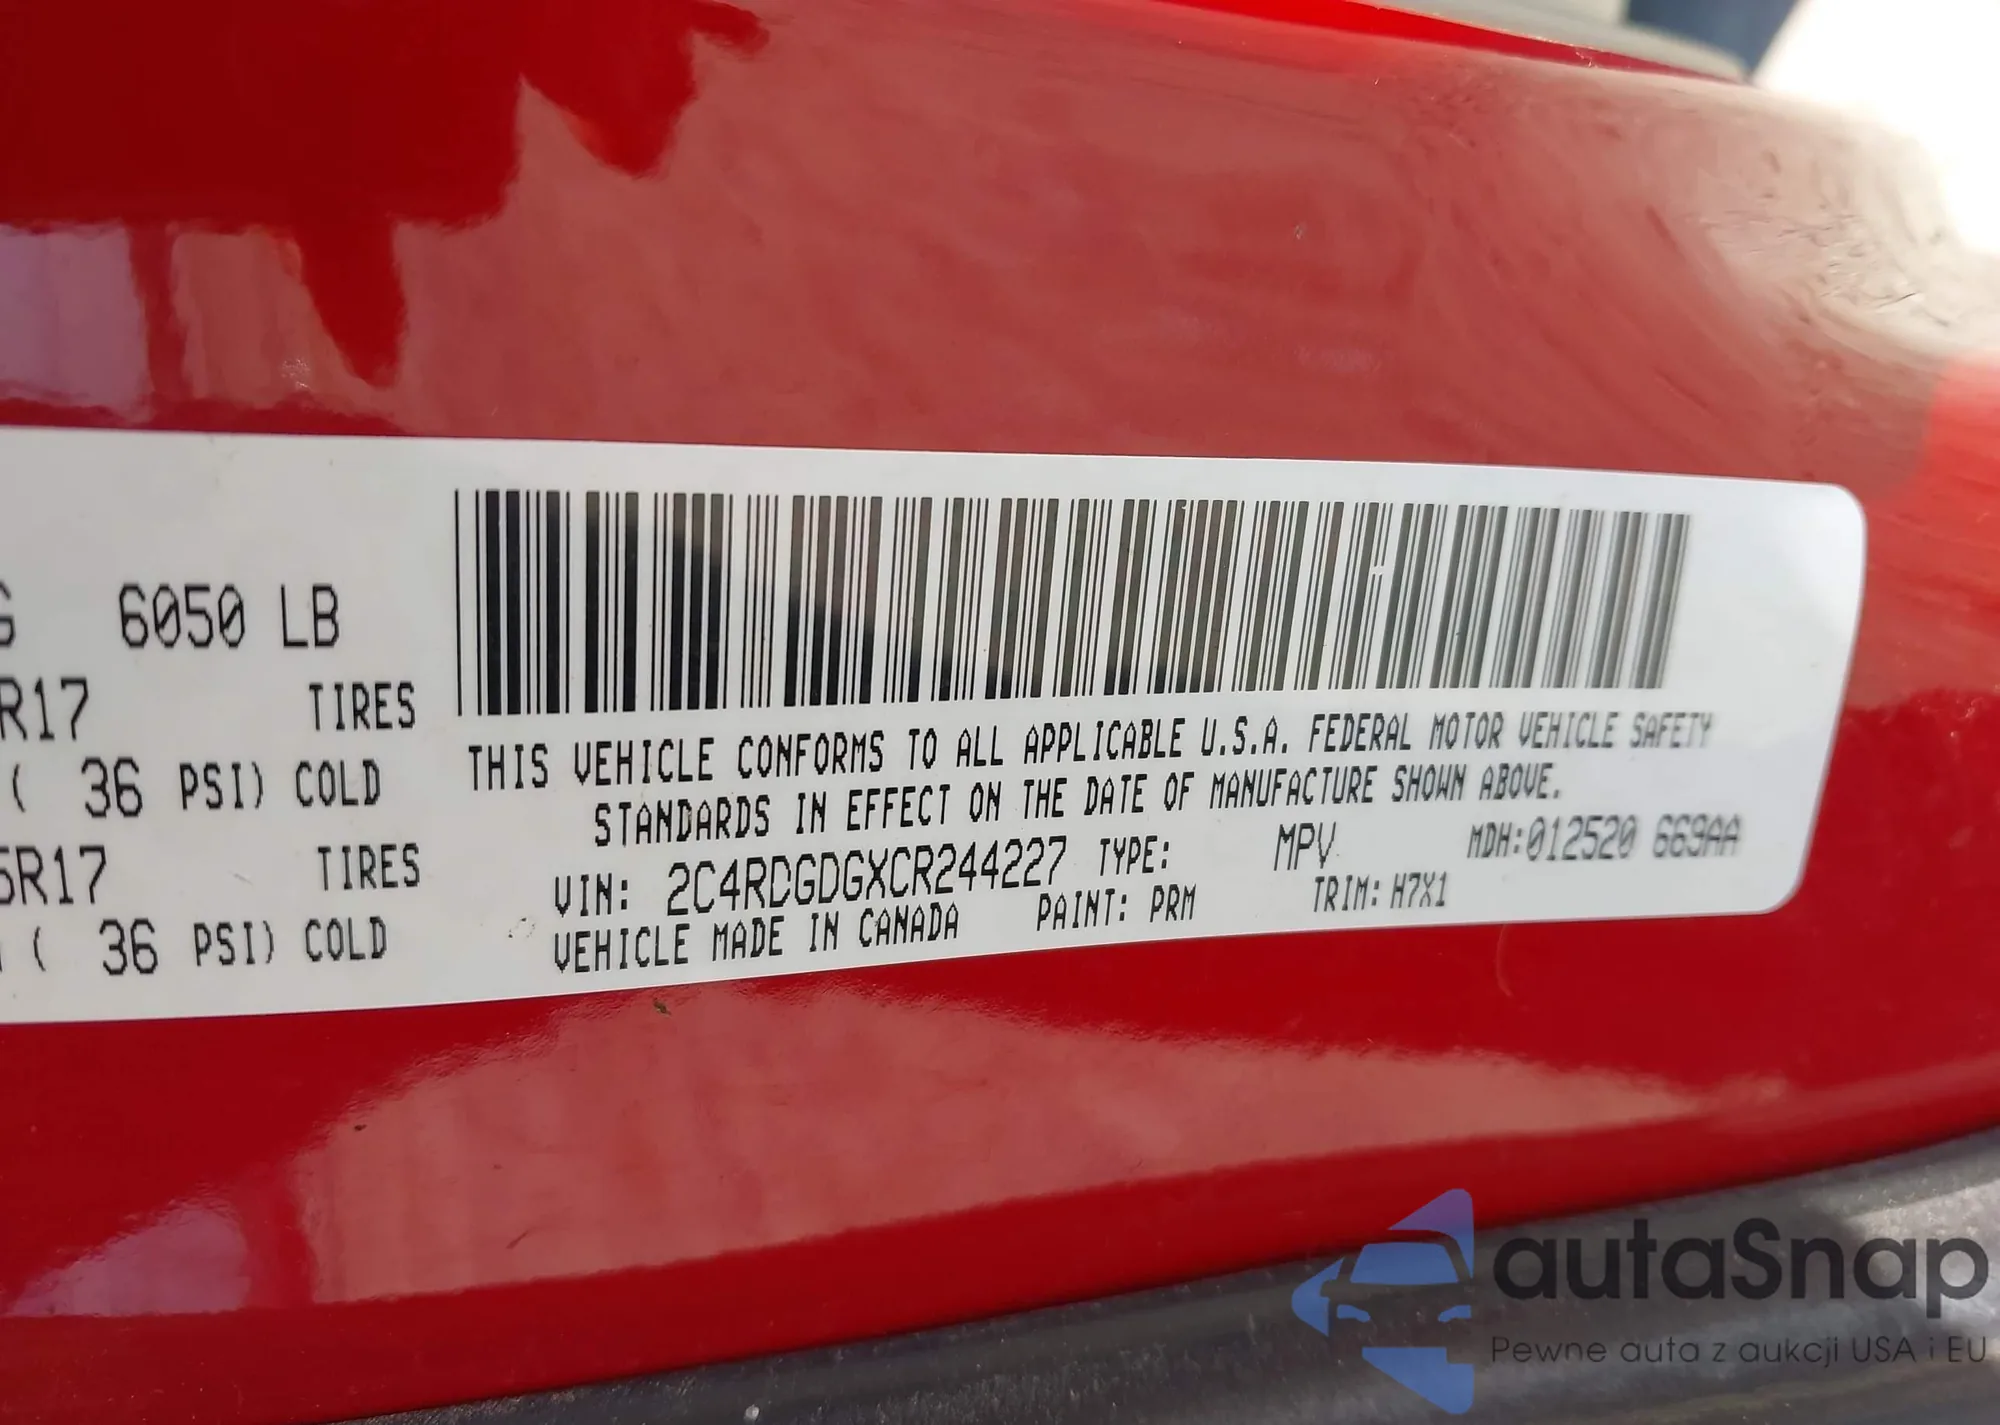 6050 LB
R17 TIRES
( 36 PSI) COLD
5R17 TIRES
( 36 PSI) COLD
THIS VEHICLE CONFORMS TO ALL APPLICABLE U.S.A. FEDERAL MOTOR VEHICLE SAFETY
STANDARDS IN EFFECT ON THE DATE OF MANUFACTURE SHOWN ABOVE.
VIN: 2C4RDGDGXCR244227 TYPE: MPV MDH:012520 669AA
VEHICLE MADE IN CANADA PAINT: PRM TRIM: H7X1
autaSnap
Pewne auta z aukcji USA i EU